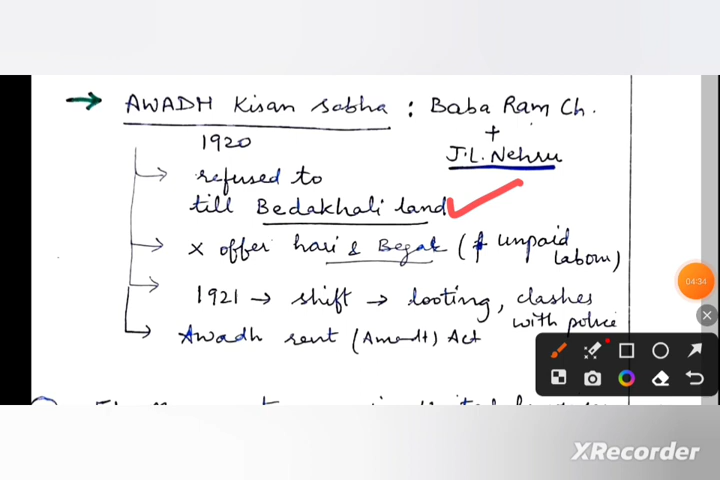 → AWADH Kisan Sabha : Baba Ram Ch.
1920 + J.L. Nehru
refused to
till Bedakhali land
x offer hari & Begar ( unpaid labour)
1921 → shift → looting, clashes with police
Awadh rent (Amendt) Act
04:34
XRecorder